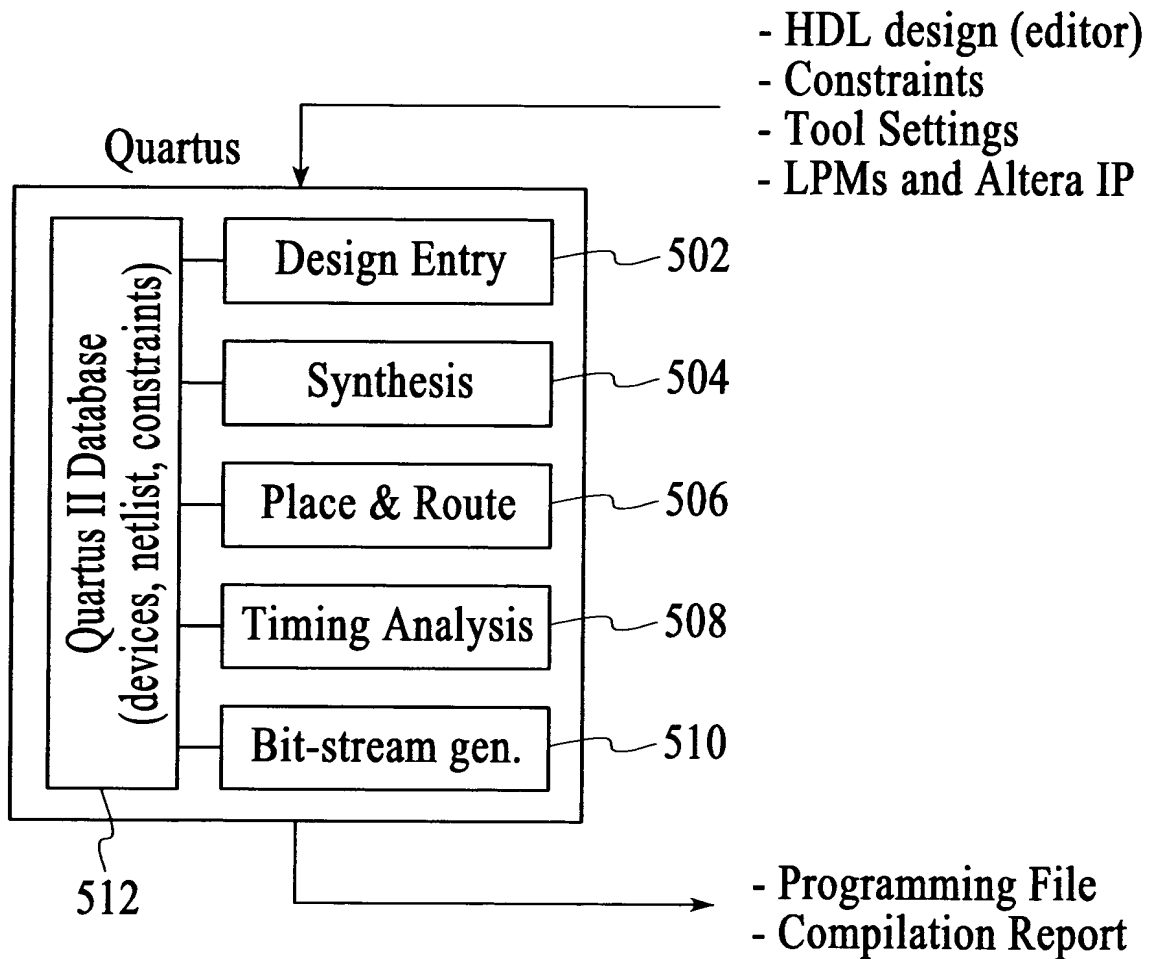 - HDL design (editor)
- Constraints
- Tool Settings
- LPMs and Altera IP
Quartus
Quartus II Database
(devices, netlist, constraints)
Design Entry
502
Synthesis
504
Place & Route
506
Timing Analysis
508
Bit-stream gen.
510
512
- Programming File
- Compilation Report